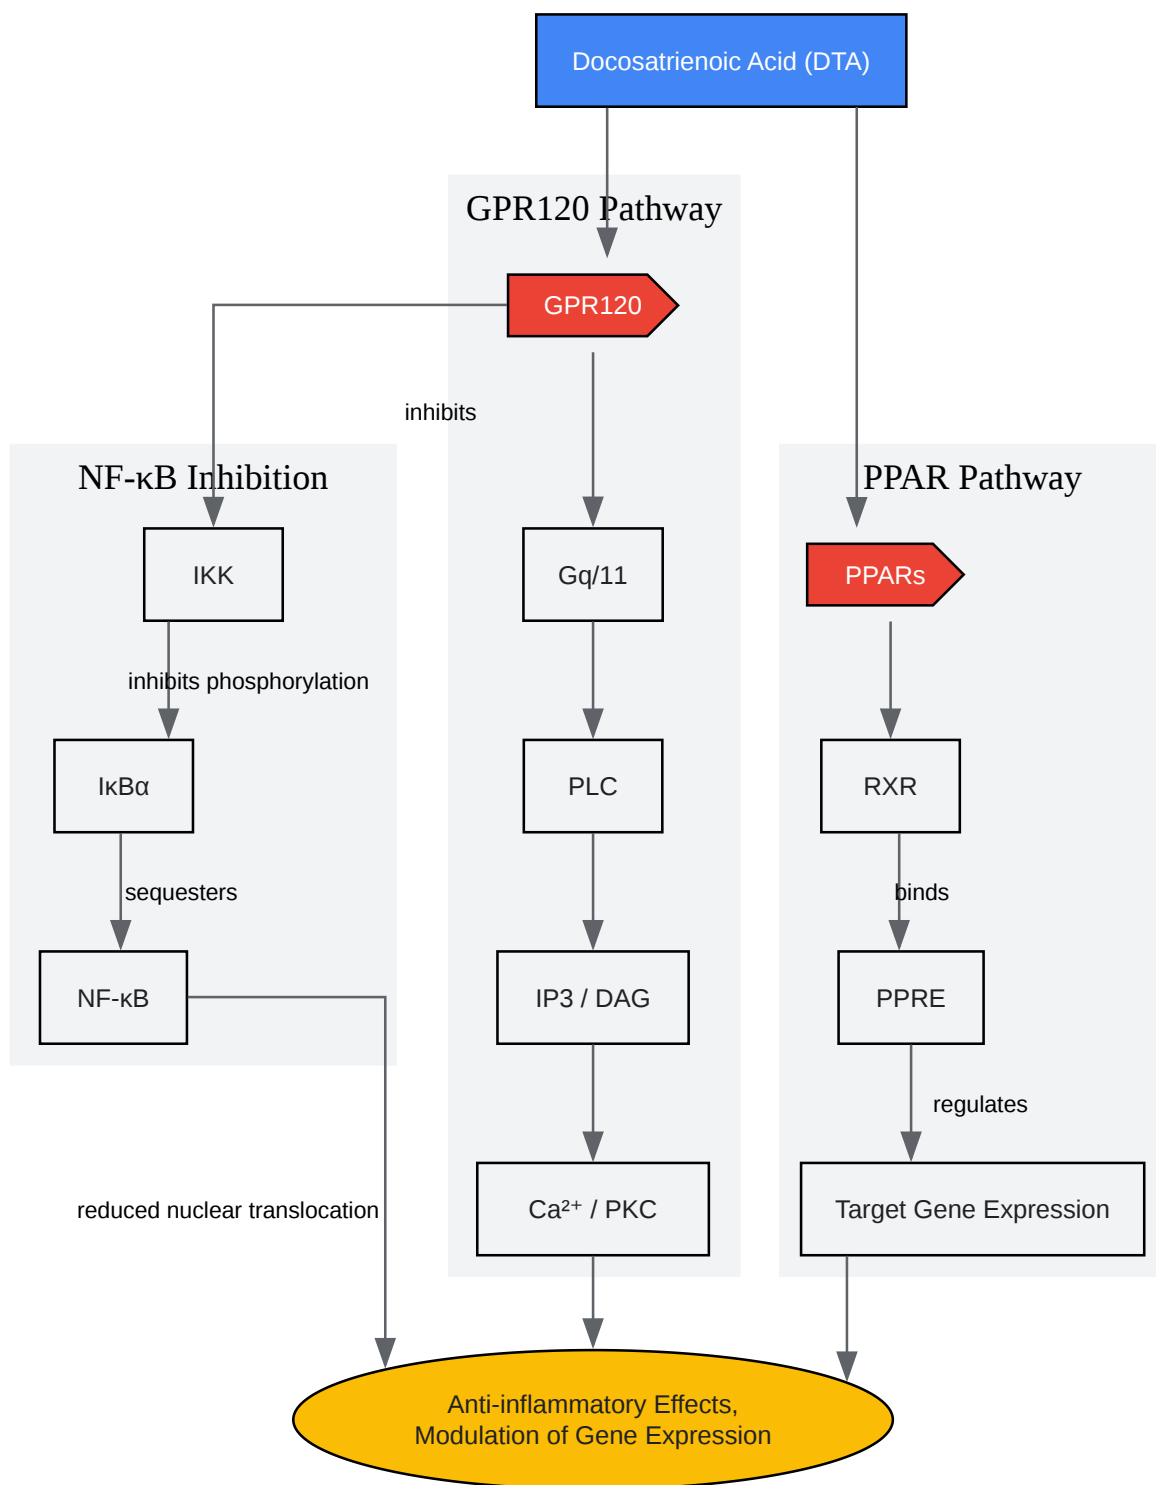 Docosatrienoic Acid (DTA)
GPR120 Pathway
GPR120
inhibits
NF-κB Inhibition
PPAR Pathway
IKK
Gq/11
PPARs
inhibits phosphorylation
IκBα
PLC
RXR
sequesters
binds
NF-κB
IP3 / DAG
PPRE
regulates
reduced nuclear translocation
Ca²⁺ / PKC
Target Gene Expression
Anti-inflammatory Effects,
Modulation of Gene Expression